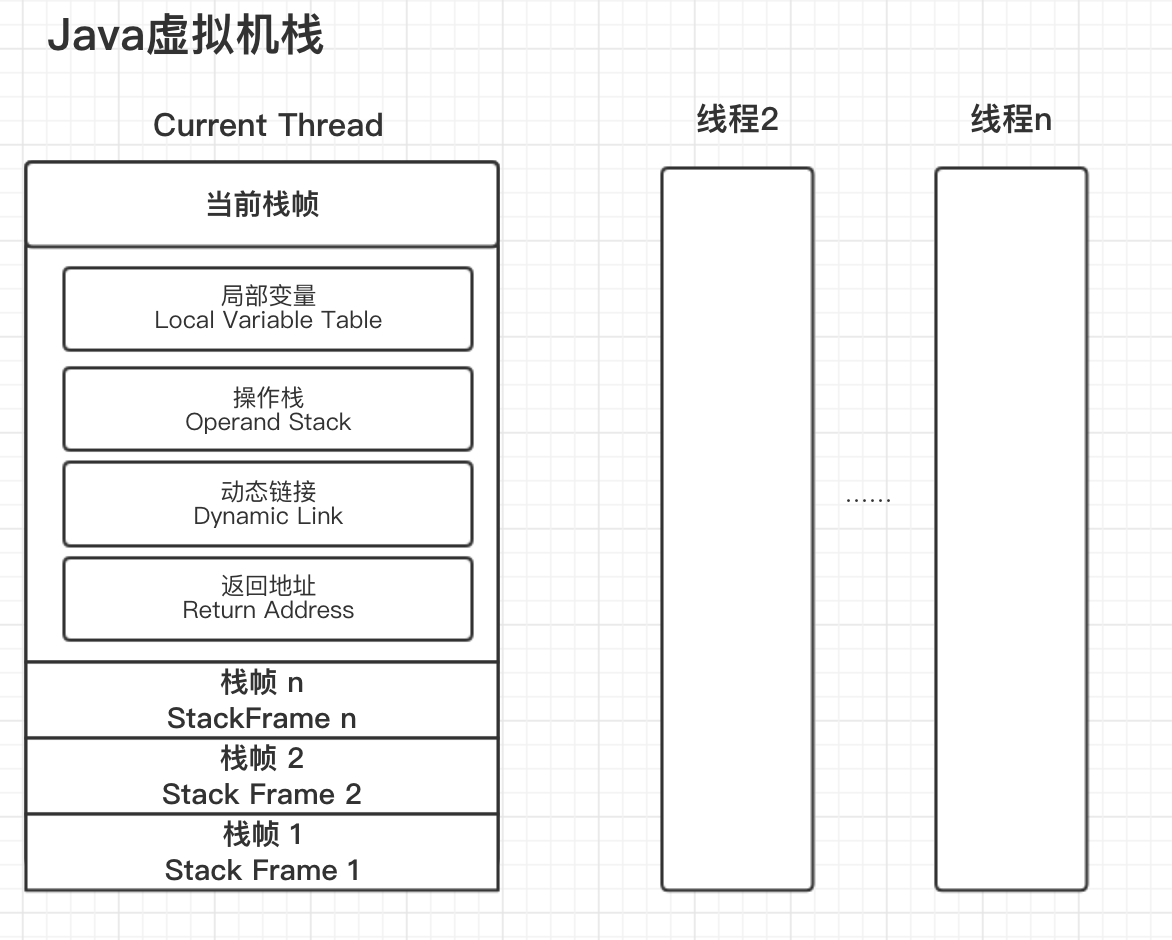 Java虚拟机栈
Current Thread
线程2
线程n
当前栈帧
局部变量
Local Variable Table
操作栈
Operand Stack
动态链接
Dynamic Link
返回地址
Return Address
......
栈帧 n
StackFrame n
栈帧 2
Stack Frame 2
栈帧 1
Stack Frame 1